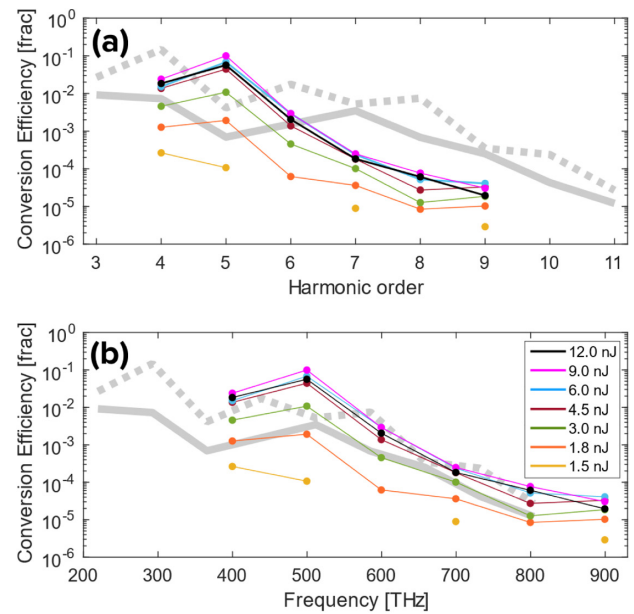 (a)
Conversion Efficiency [frac]
10^0
10^-1
10^-2
10^-3
10^-4
10^-5
10^-6
3 4 5 6 7 8 9 10 11
Harmonic order
(b)
Conversion Efficiency [frac]
10^0
10^-1
10^-2
10^-3
10^-4
10^-5
10^-6
12.0 nJ
9.0 nJ
6.0 nJ
4.5 nJ
3.0 nJ
1.8 nJ
1.5 nJ
200 300 400 500 600 700 800 900
Frequency [THz]